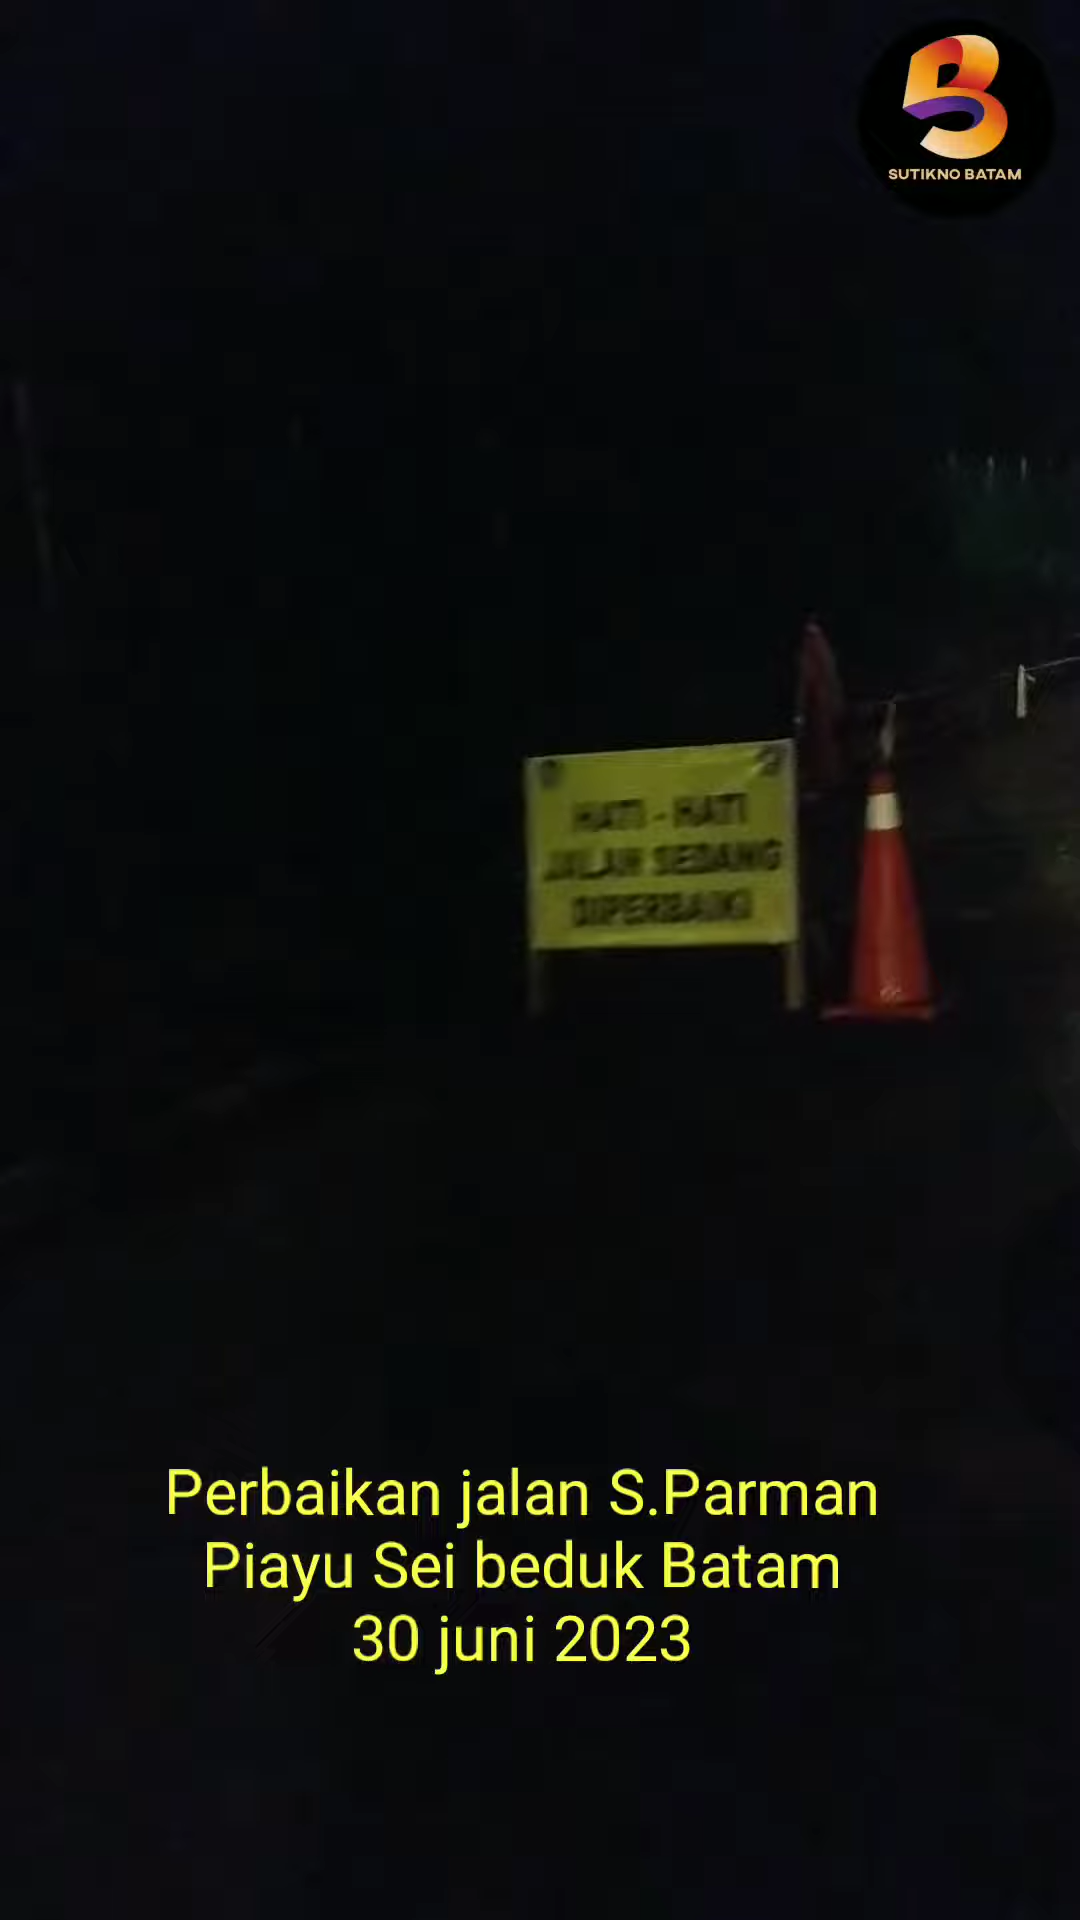 SUTIKNO BATAM
HATI - HATI
JALAN SEDANG
DIPERBAIKI
Perbaikan jalan S.Parman
Piayu Sei beduk Batam
30 juni 2023